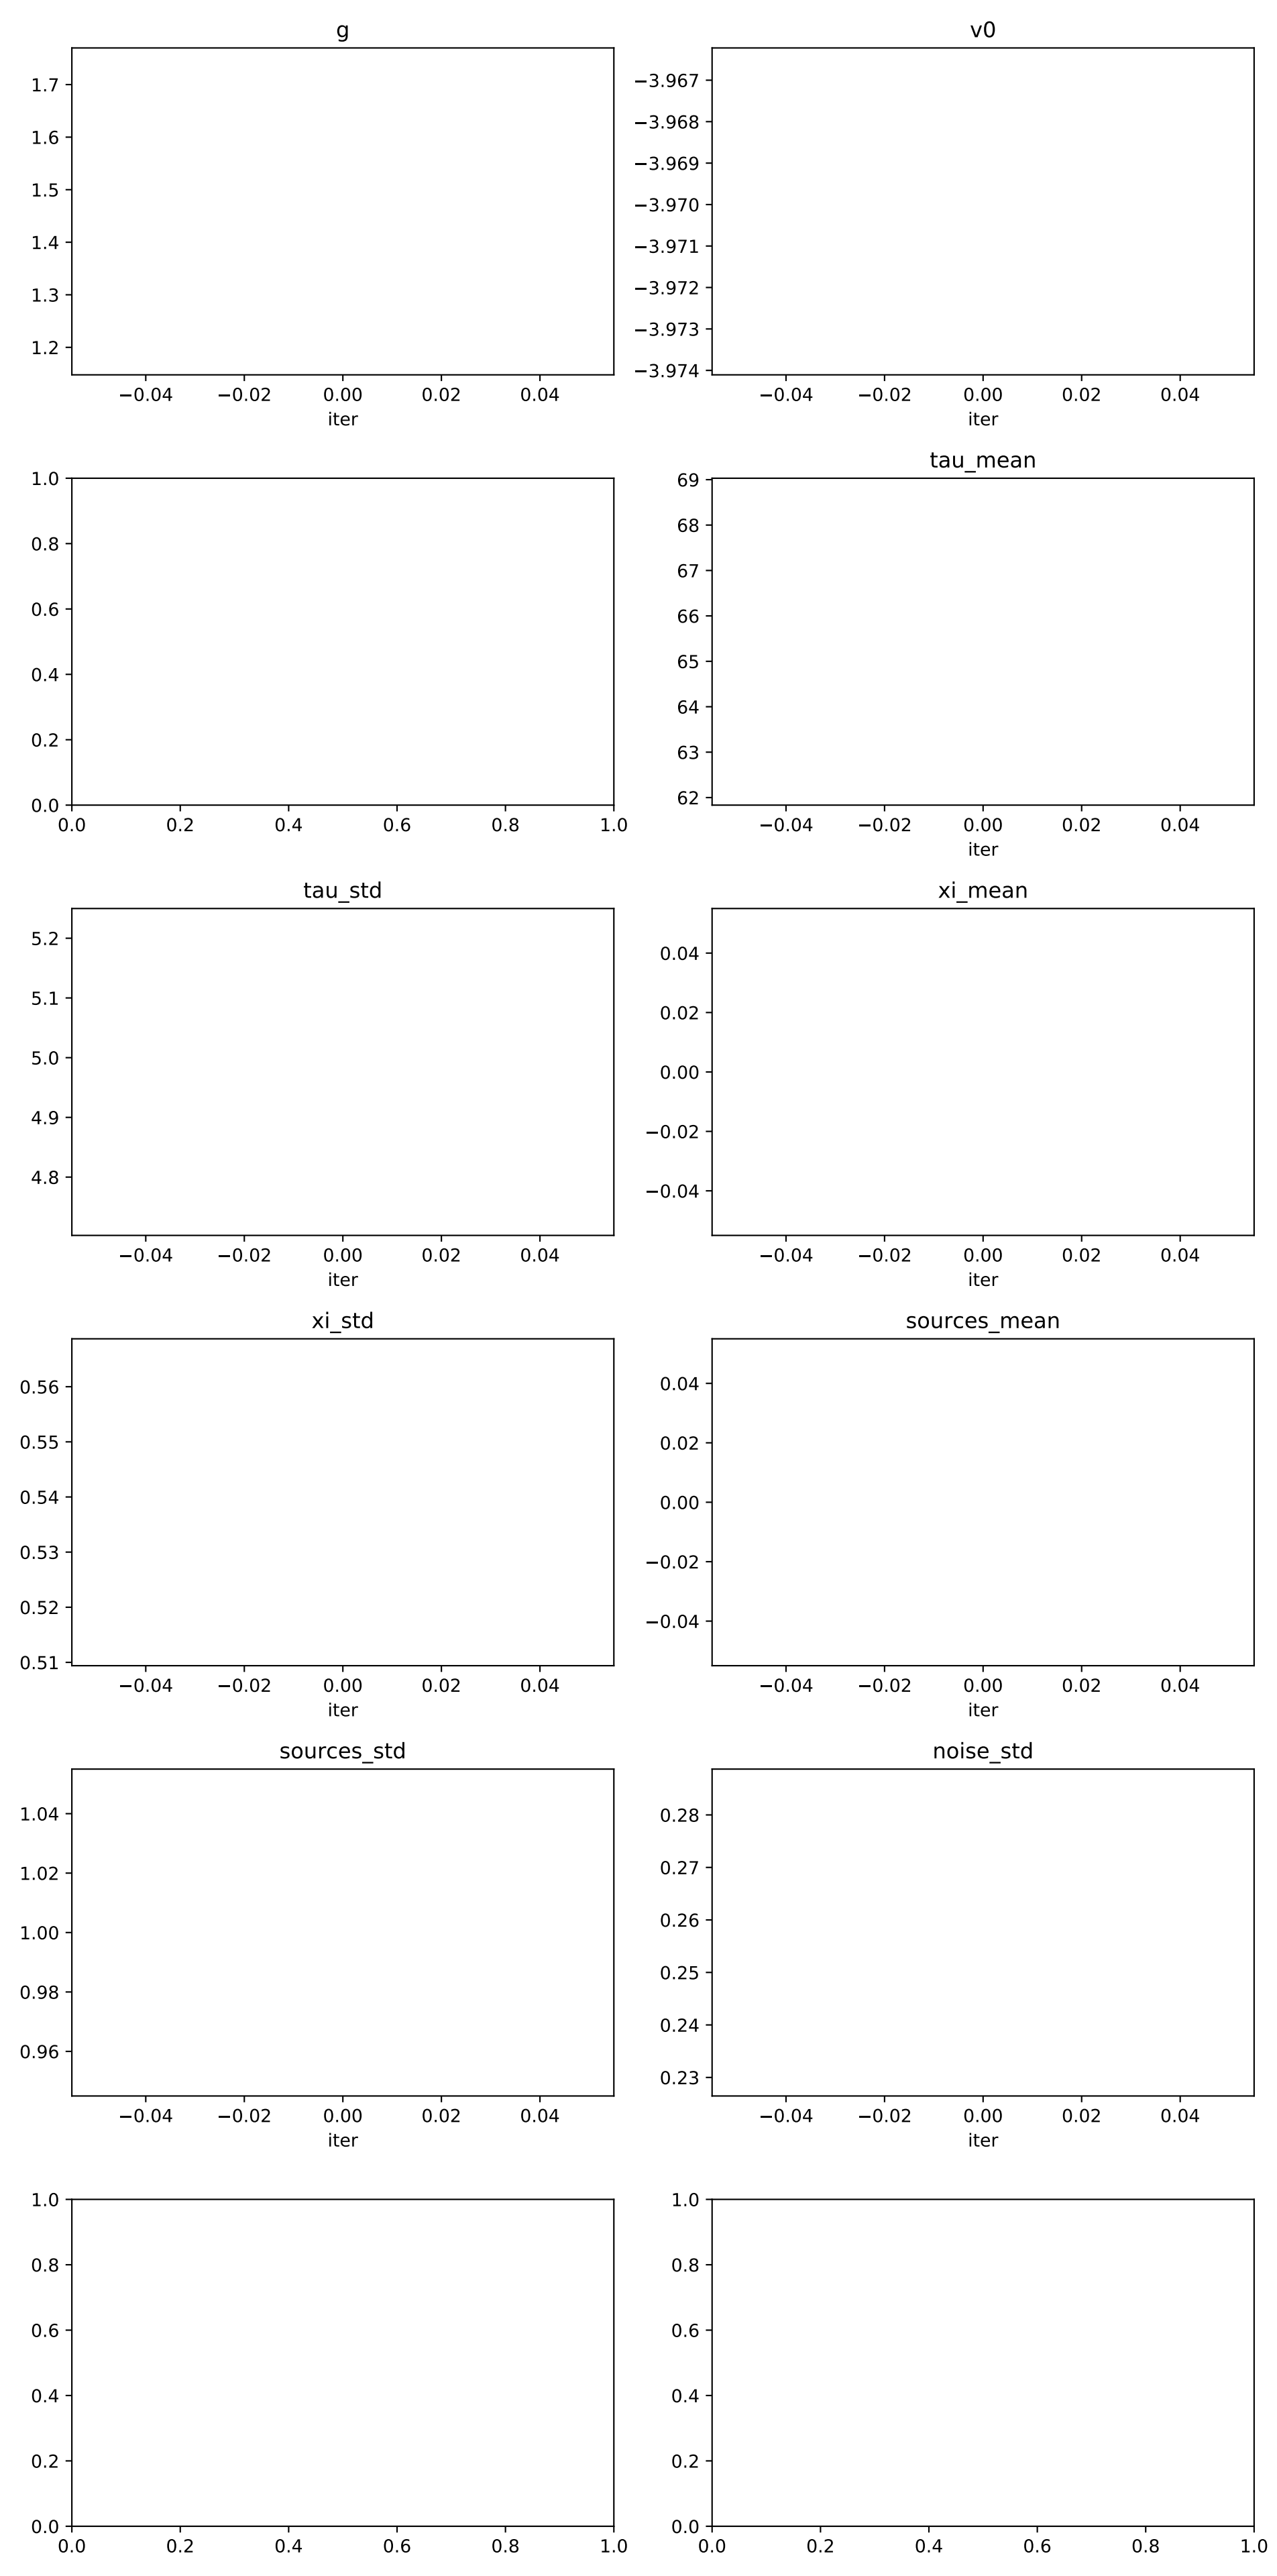 g
1.7
1.6
1.5
1.4
1.3
1.2
−0.04 −0.02 0.00 0.02 0.04
iter
v0
−3.967
−3.968
−3.969
−3.970
−3.971
−3.972
−3.973
−3.974
−0.04 −0.02 0.00 0.02 0.04
iter
1.0
0.8
0.6
0.4
0.2
0.0
0.0 0.2 0.4 0.6 0.8 1.0
tau_mean
69
68
67
66
65
64
63
62
−0.04 −0.02 0.00 0.02 0.04
iter
tau_std
5.2
5.1
5.0
4.9
4.8
−0.04 −0.02 0.00 0.02 0.04
iter
xi_mean
0.04
0.02
0.00
−0.02
−0.04
−0.04 −0.02 0.00 0.02 0.04
iter
xi_std
0.56
0.55
0.54
0.53
0.52
0.51
−0.04 −0.02 0.00 0.02 0.04
iter
sources_mean
0.04
0.02
0.00
−0.02
−0.04
−0.04 −0.02 0.00 0.02 0.04
iter
sources_std
1.04
1.02
1.00
0.98
0.96
−0.04 −0.02 0.00 0.02 0.04
iter
noise_std
0.28
0.27
0.26
0.25
0.24
0.23
−0.04 −0.02 0.00 0.02 0.04
iter
1.0
0.8
0.6
0.4
0.2
0.0
0.0 0.2 0.4 0.6 0.8 1.0
1.0
0.8
0.6
0.4
0.2
0.0
0.0 0.2 0.4 0.6 0.8 1.0